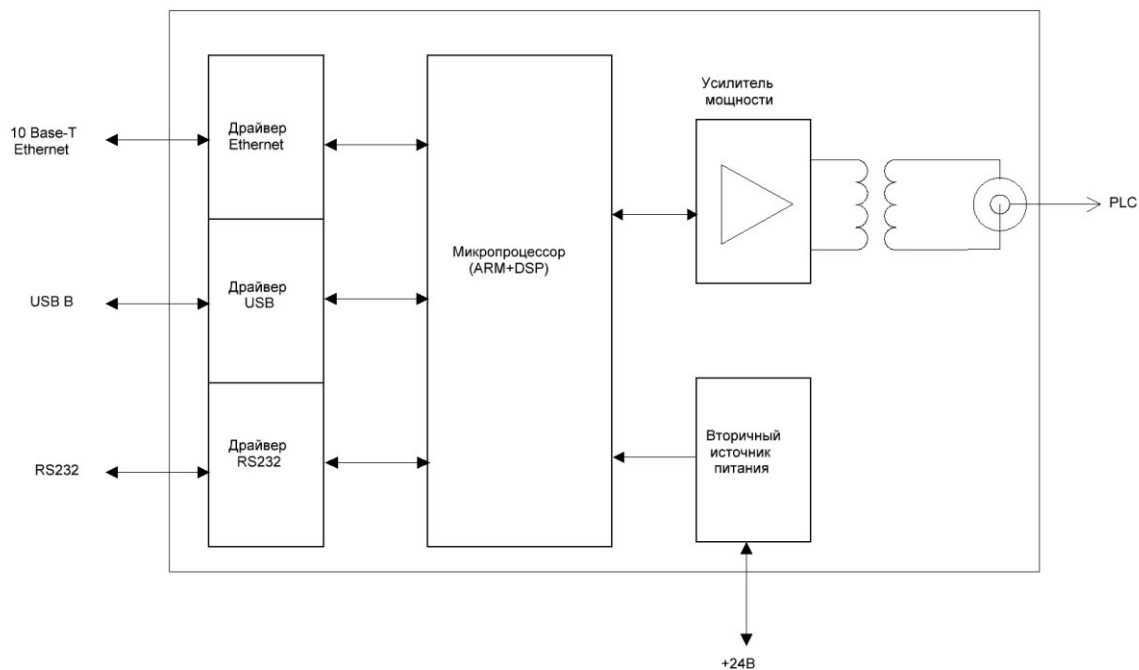 10 Base-T
Ethernet
Драйвер
Ethernet
USB B
Драйвер
USB
RS232
Драйвер
RS232
Микропроцессор
(ARM+DSP)
Усилитель
мощности
PLC
Вторичный
источник
питания
+24В